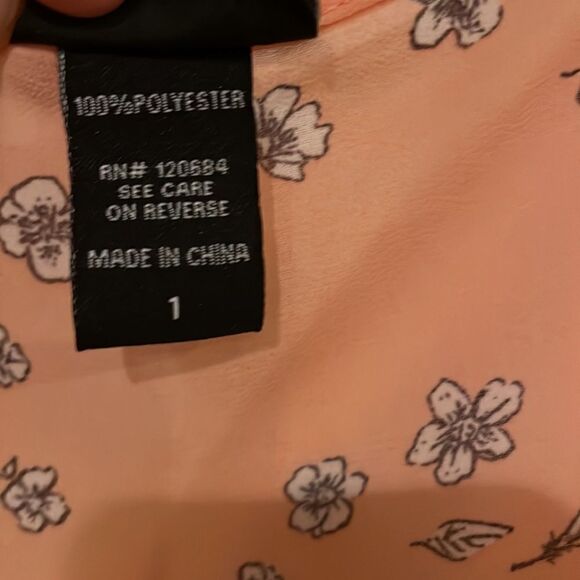 100%POLYESTER
RN# 120684
SEE CARE
ON REVERSE
MADE IN CHINA
1